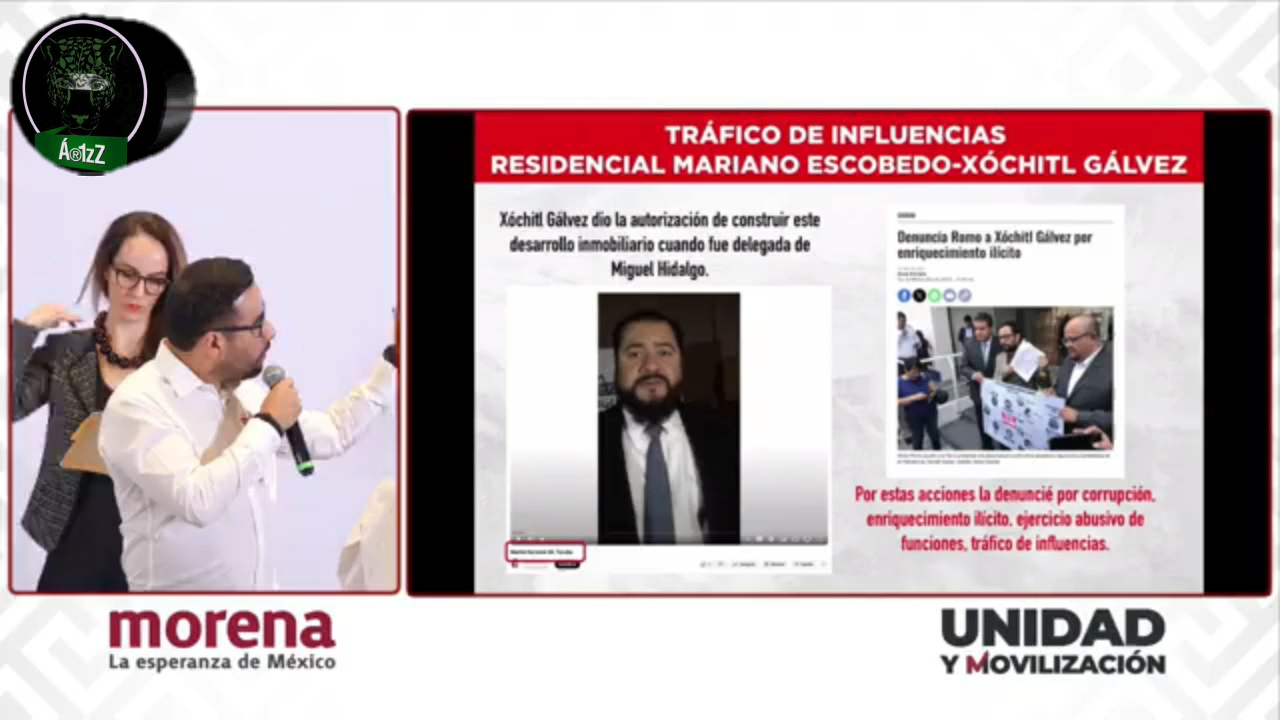 Á®1zZ
TRÁFICO DE INFLUENCIAS
RESIDENCIAL MARIANO ESCOBEDO-XÓCHITL GÁLVEZ
Xóchitl Gálvez dio la autorización de construir este
desarrollo inmobiliario cuando fue delegada de
Miguel Hidalgo.
Denuncia Romo a Xóchitl Gálvez por
enriquecimiento ilícito
Por estas acciones la denuncié por corrupción,
enriquecimiento ilícito, ejercicio abusivo de
funciones, tráfico de influencias.
morena
La esperanza de México
UNIDAD
Y MOVILIZACIÓN